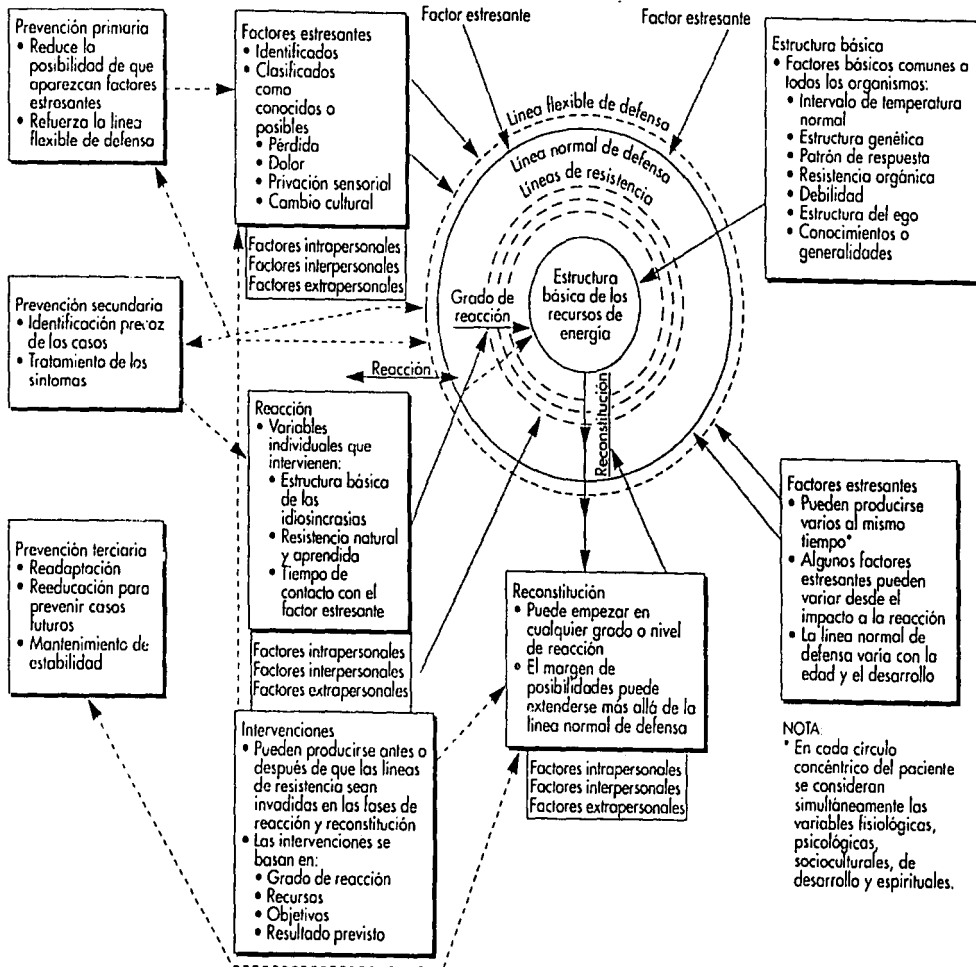 Prevención primaria
• Reduce la
posibilidad de que
aparezcan factores
estrosantes
• Refuerza la linea
flexible de defensa
Factores estresantes
• Identificados
• Clasificados
como
conocidos o
posibles
• Pérdida
• Dolor
• Privación sensorial
• Cambio cultural
Factores intrapersonales
Factores interpersonales
Factores extrapersonales
Factor estresante
Factor estresante
Linea flexible de defensa
Línea normal de defensa
Líneas de resistencia
Estructura
básica de los
recursos de
energía
Grado de
reacción
Reacción
Reconstitución
Estructura básica
• Factores básicos comunes a
todos los organismos:
• Intervalo de temperatura
normal
• Estructura genética
• Patrón de respuesta
• Resistencia orgánica
• Debilidad
• Estructura del ego
• Conocimientos o
generalidades
Prevención secundaria
• Identificación precoz
de los casos
• Tratamiento de los
síntomas
Reacción
• Variables
individuales que
intervienen:
• Estructura básica
de las
idiosincrasias
• Resistencia natural
y aprendida
• Tiempo de
contacto con el
factor estresante
Factores intrapersonales
Factores interpersonales
Factores extrapersonales
Prevención terciaria
• Readaptación
• Reeducación para
prevenir casos
futuros
• Mantenimiento de
estabilidad
Intervenciones
• Pueden producirse antes o
después de que las líneas
de resistencia sean
invadidas en las fases de
reacción y reconstitución
• Las intervenciones se
basan en:
• Grado de reacción
• Recursos
• Objetivos
• Resultado previsto
Reconstitución
• Puede empezar en
cualquier grado o nivel
de reacción
• El margen de
posibilidades puede
extenderse más allá de la
linea normal de defensa
Factores intrapersonales
Factores interpersonales
Factores extrapersonales
Factores estresantes
• Pueden producirse
varios al mismo
tiempo*
• Algunos factores
estresantes pueden
variar desde el
impacto a la reacción
• La linea normal de
defensa varia con la
edad y el desarrollo
NOTA.
* En cada círculo
concéntrico del paciente
se consideran
simultáneamente las
variables fisiológicas,
psicológicas,
socioculturales, de
desarrollo y espirituales.